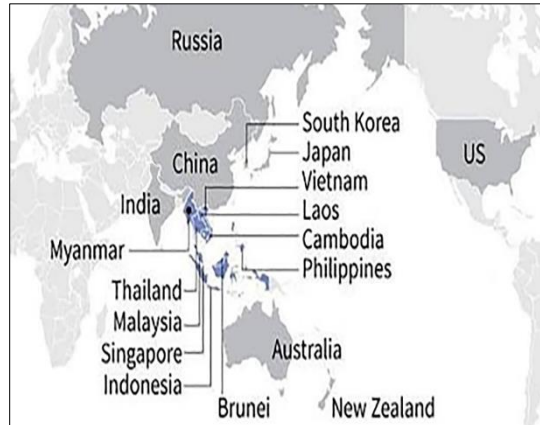 Russia
South Korea
China
Japan
US
Vietnam
India
Laos
Cambodia
Myanmar
Philippines
Thailand
Malaysia
Singapore
Australia
Indonesia
Brunei
New Zealand